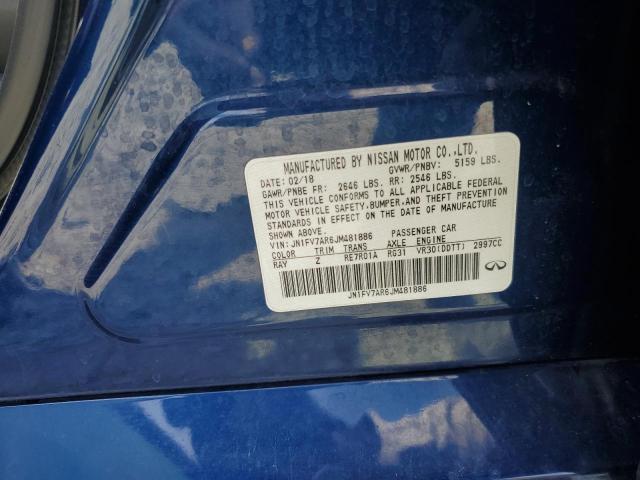 MANUFACTURED BY NISSAN MOTOR CO.,LTD.
DATE: 02/18 GVWR/PNBV: 5159 LBS.
GAWR/PNBE FR: 2646 LBS. RR: 2546 LBS.
THIS VEHICLE CONFORMS TO ALL APPLICABLE FEDERAL
MOTOR VEHICLE SAFETY,BUMPER,AND THEFT PREVENTION
STANDARDS IN EFFECT ON THE DATE OF MANUFACTURE
SHOWN ABOVE.
VIN:JN1FV7AR6JM481886 PASSENGER CAR
COLOR TRIM TRANS AXLE ENGINE
RAY Z RE7R01A RG31 VR30(DDTT) 2997CC
JN1FV7AR6JM481886